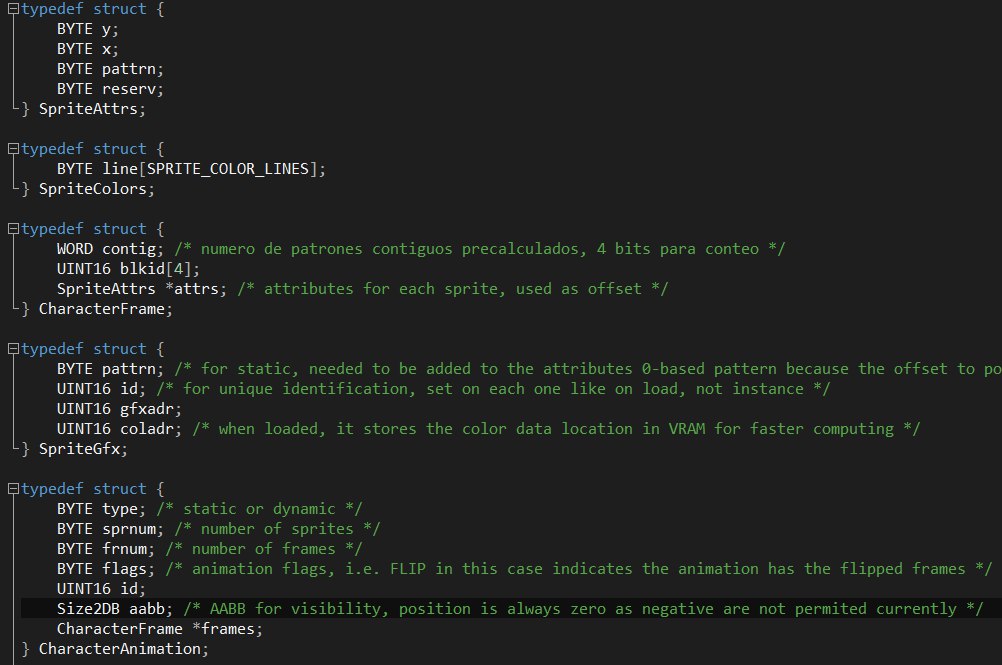 typedef struct {
BYTE y;
BYTE x;
BYTE pattrn;
BYTE reserv;
} SpriteAttrs;
typedef struct {
BYTE line[SPRITE_COLOR_LINES];
} SpriteColors;
typedef struct {
WORD contig; /* numero de patrones contiguos precalculados, 4 bits para conteo */
UINT16 blkid[4];
SpriteAttrs *attrs; /* attributes for each sprite, used as offset */
} CharacterFrame;
typedef struct {
BYTE pattrn; /* for static, needed to be added to the attributes 0-based pattern because the offset to po
UINT16 id; /* for unique identification, set on each one like on load, not instance */
UINT16 gfxadr;
UINT16 coladr; /* when loaded, it stores the color data location in VRAM for faster computing */
} SpriteGfx;
typedef struct {
BYTE type; /* static or dynamic */
BYTE sprnum; /* number of sprites */
BYTE frnum; /* number of frames */
BYTE flags; /* animation flags, i.e. FLIP in this case indicates the animation has the flipped frames */
UINT16 id;
Size2DB aabb; /* AABB for visibility, position is always zero as negative are not permited currently */
CharacterFrame *frames;
} CharacterAnimation;